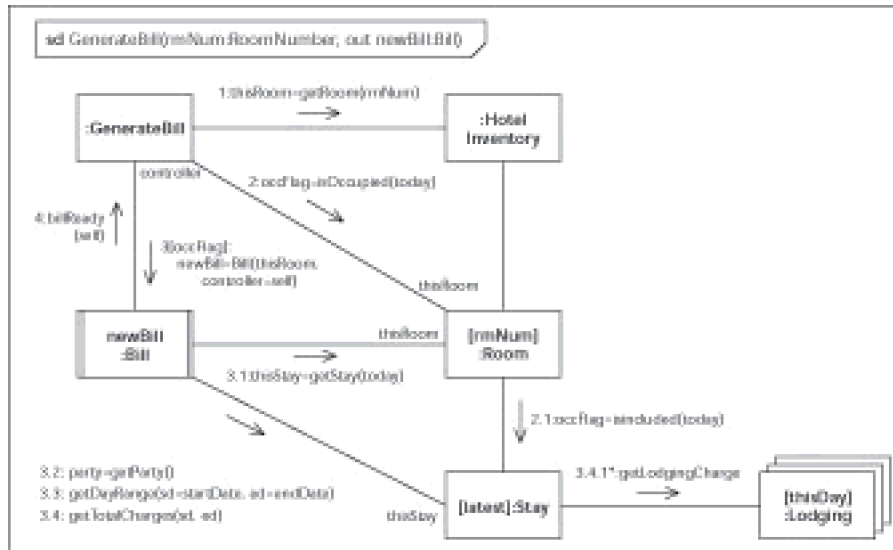 sd GenerateBill(rmNum:RoomNumber, out newBill:Bill)
1:thisRoom=getRoom(rmNum)
:GenerateBill
:Hotel
Inventory
controller
2:occFlag=isOccupied(today)
4:billReady
(self)
3[occFlag]:
newBill=Bill(thisRoom,
controller=self)
thisRoom
newBill
:Bill
thisRoom
[rmNum]
:Room
3.1:thisStay=getStay(today)
2.1:occFlag=isIncluded(today)
3.2: party=getParty()
3.3: getDayRange(sd=startDate, ed=endDate)
3.4: getTotalCharges(sd, ed)
thisStay
[latest]:Stay
3.4.1*:getLodgingCharge
[thisDay]
:Lodging